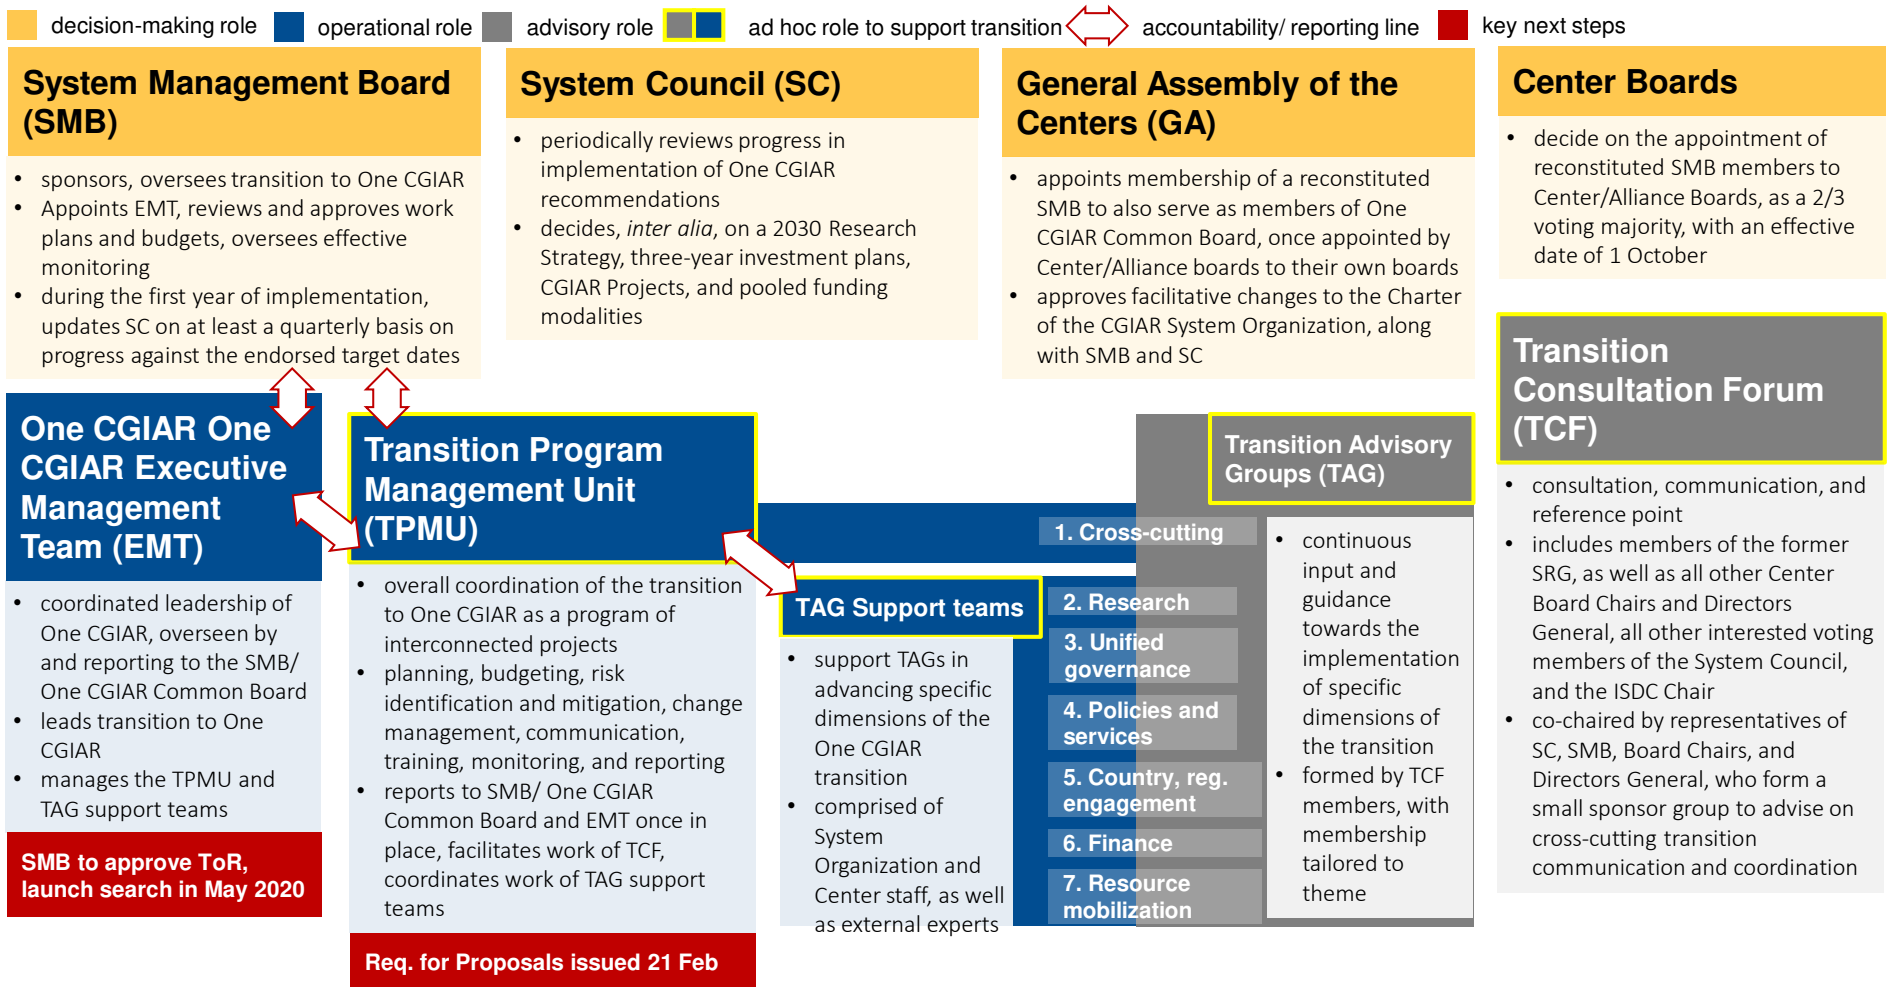 decision-making role
operational role
advisory role
ad hoc role to support transition
accountability/ reporting line
key next steps
System Management Board
(SMB)
• sponsors, oversees transition to One CGIAR
• Appoints EMT, reviews and approves work
plans and budgets, oversees effective
monitoring
• during the first year of implementation,
updates SC on at least a quarterly basis on
progress against the endorsed target dates
System Council (SC)
• periodically reviews progress in
implementation of One CGIAR
recommendations
• decides, inter alia, on a 2030 Research
Strategy, three-year investment plans,
CGIAR Projects, and pooled funding
modalities
General Assembly of the
Centers (GA)
• appoints membership of a reconstituted
SMB to also serve as members of One
CGIAR Common Board, once appointed by
Center/Alliance boards to their own boards
• approves facilitative changes to the Charter
of the CGIAR System Organization, along
with SMB and SC
Center Boards
• decide on the appointment of
reconstituted SMB members to
Center/Alliance Boards, as a 2/3
voting majority, with an effective
date of 1 October
One CGIAR One
CGIAR Executive
Management
Team (EMT)
• coordinated leadership of
One CGIAR, overseen by
and reporting to the SMB/
One CGIAR Common Board
• leads transition to One
CGIAR
• manages the TPMU and
TAG support teams
SMB to approve ToR,
launch search in May 2020
Transition Program
Management Unit
(TPMU)
• overall coordination of the transition
to One CGIAR as a program of
interconnected projects
• planning, budgeting, risk
identification and mitigation, change
management, communication,
training, monitoring, and reporting
• reports to SMB/ One CGIAR
Common Board and EMT once in
place, facilitates work of TCF,
coordinates work of TAG support
teams
Req. for Proposals issued 21 Feb
TAG Support teams
• support TAGs in
advancing specific
dimensions of the
One CGIAR
transition
• comprised of
System
Organization and
Center staff, as well
as external experts
1. Cross-cutting
2. Research
3. Unified
governance
4. Policies and
services
5. Country, reg.
engagement
6. Finance
7. Resource
mobilization
Transition Advisory
Groups (TAG)
• continuous
input and
guidance
towards the
implementation
of specific
dimensions of
the transition
• formed by TCF
members, with
membership
tailored to
theme
Transition
Consultation Forum
(TCF)
• consultation, communication, and
reference point
• includes members of the former
SRG, as well as all other Center
Board Chairs and Directors
General, all other interested voting
members of the System Council,
and the ISDC Chair
• co-chaired by representatives of
SC, SMB, Board Chairs, and
Directors General, who form a
small sponsor group to advise on
cross-cutting transition
communication and coordination